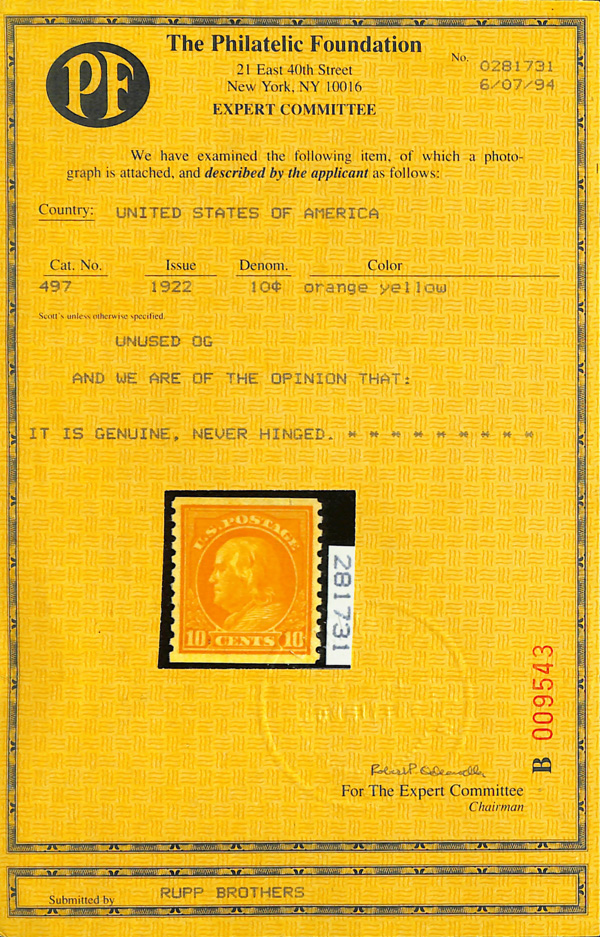 PF
The Philatelic Foundation
21 East 40th Street
New York, NY 10016
EXPERT COMMITTEE
No. 0281731
6/07/94
We have examined the following item, of which a photo-
graph is attached, and described by the applicant as follows:
Country: UNITED STATES OF AMERICA
Cat. No. Issue Denom. Color
497 1922 10¢ orange yellow
Scott's unless otherwise specified.
UNUSED OG
AND WE ARE OF THE OPINION THAT:
IT IS GENUINE, NEVER HINGED. * * * * * * * * *
U.S. POSTAGE
10 CENTS 10
281731
B 009543
For The Expert Committee
Chairman
Submitted by RUPP BROTHERS